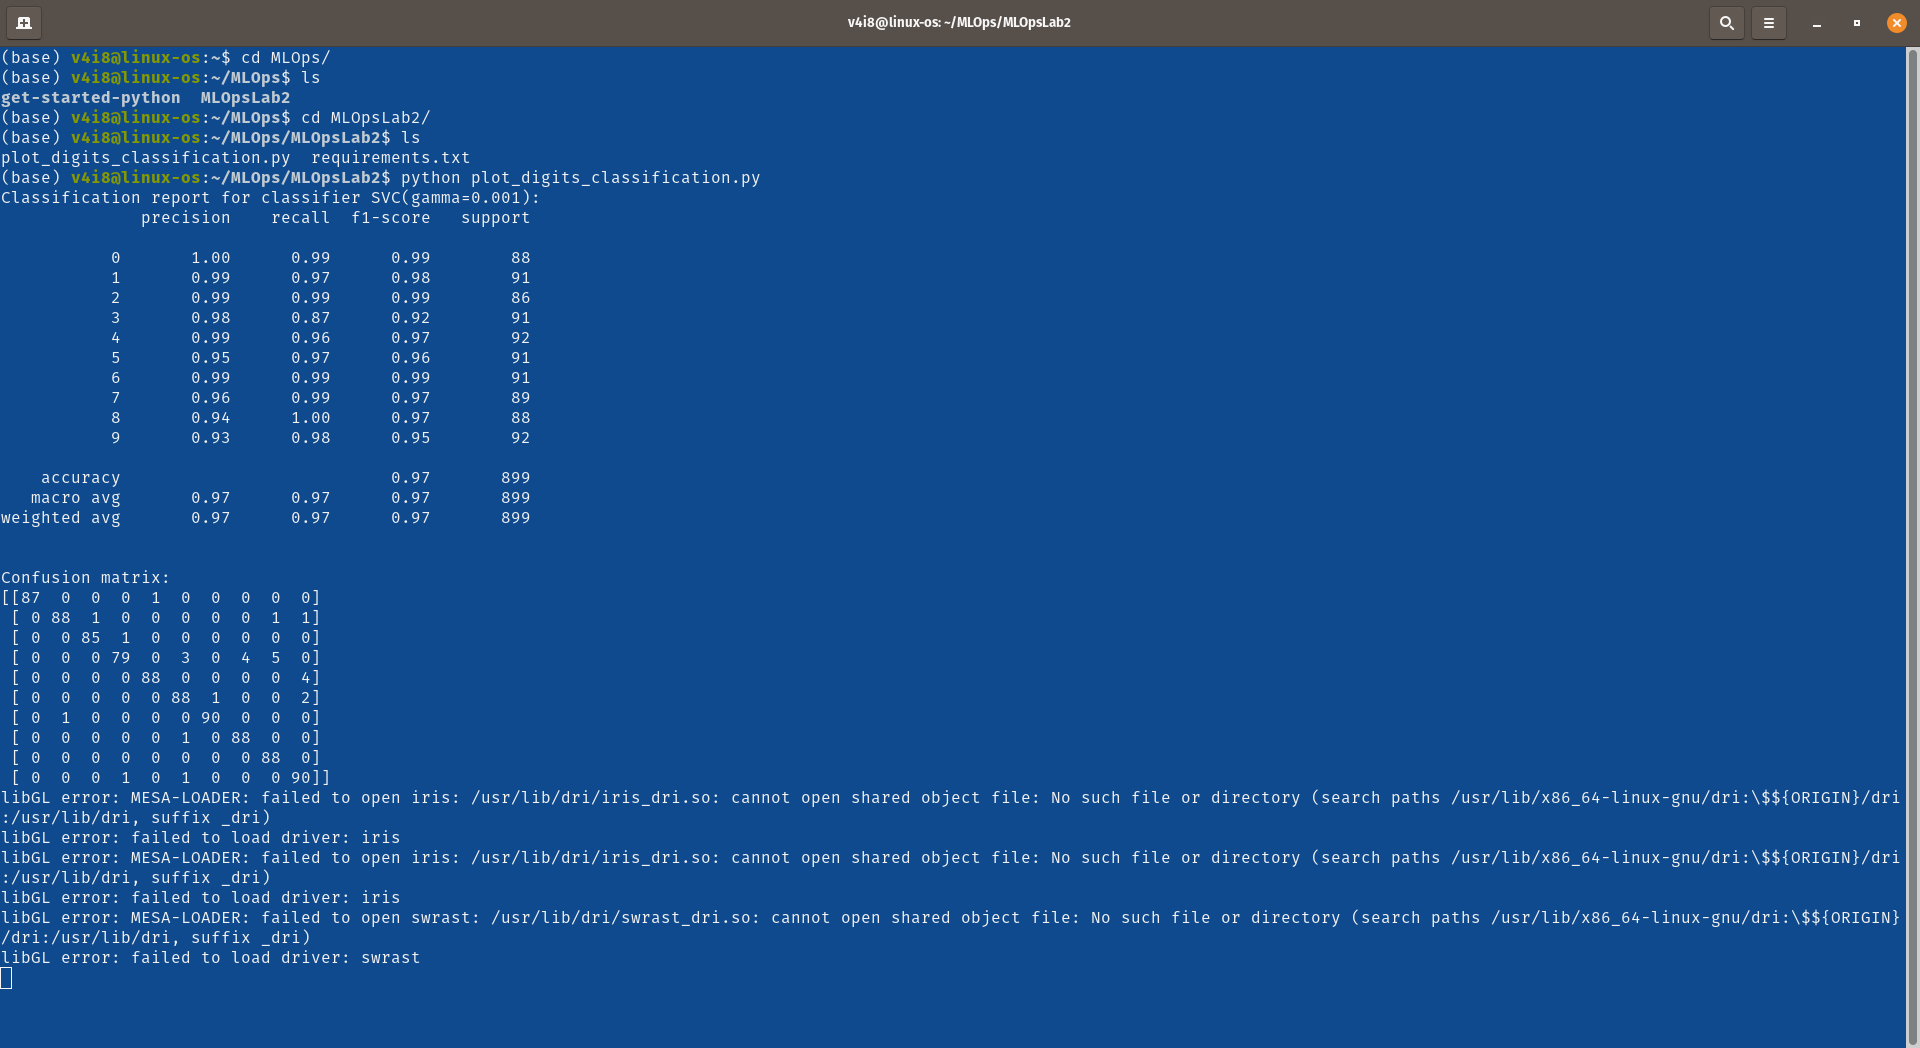 v4i8@linux-os: ~/MLOps/MLOpsLab2
(base) v4i8@linux-os:~$ cd MLOps/
(base) v4i8@linux-os:~/MLOps$ ls
get-started-python  MLOpsLab2
(base) v4i8@linux-os:~/MLOps$ cd MLOpsLab2/
(base) v4i8@linux-os:~/MLOps/MLOpsLab2$ ls
plot_digits_classification.py  requirements.txt
(base) v4i8@linux-os:~/MLOps/MLOpsLab2$ python plot_digits_classification.py
Classification report for classifier SVC(gamma=0.001):
              precision    recall  f1-score   support

           0       1.00      0.99      0.99        88
           1       0.99      0.97      0.98        91
           2       0.99      0.99      0.99        86
           3       0.98      0.87      0.92        91
           4       0.99      0.96      0.97        92
           5       0.95      0.97      0.96        91
           6       0.99      0.99      0.99        91
           7       0.96      0.99      0.97        89
           8       0.94      1.00      0.97        88
           9       0.93      0.98      0.95        92

    accuracy                           0.97       899
   macro avg       0.97      0.97      0.97       899
weighted avg       0.97      0.97      0.97       899


Confusion matrix:
[[87  0  0  0  1  0  0  0  0  0]
 [ 0 88  1  0  0  0  0  0  1  1]
 [ 0  0 85  1  0  0  0  0  0  0]
 [ 0  0  0 79  0  3  0  4  5  0]
 [ 0  0  0  0 88  0  0  0  0  4]
 [ 0  0  0  0  0 88  1  0  0  2]
 [ 0  1  0  0  0  0 90  0  0  0]
 [ 0  0  0  0  0  1  0 88  0  0]
 [ 0  0  0  0  0  0  0  0 88  0]
 [ 0  0  0  1  0  1  0  0  0 90]]
libGL error: MESA-LOADER: failed to open iris: /usr/lib/dri/iris_dri.so: cannot open shared object file: No such file or directory (search paths /usr/lib/x86_64-linux-gnu/dri:\$${ORIGIN}/dri
:/usr/lib/dri, suffix _dri)
libGL error: failed to load driver: iris
libGL error: MESA-LOADER: failed to open iris: /usr/lib/dri/iris_dri.so: cannot open shared object file: No such file or directory (search paths /usr/lib/x86_64-linux-gnu/dri:\$${ORIGIN}/dri
:/usr/lib/dri, suffix _dri)
libGL error: failed to load driver: iris
libGL error: MESA-LOADER: failed to open swrast: /usr/lib/dri/swrast_dri.so: cannot open shared object file: No such file or directory (search paths /usr/lib/x86_64-linux-gnu/dri:\$${ORIGIN}
/dri:/usr/lib/dri, suffix _dri)
libGL error: failed to load driver: swrast